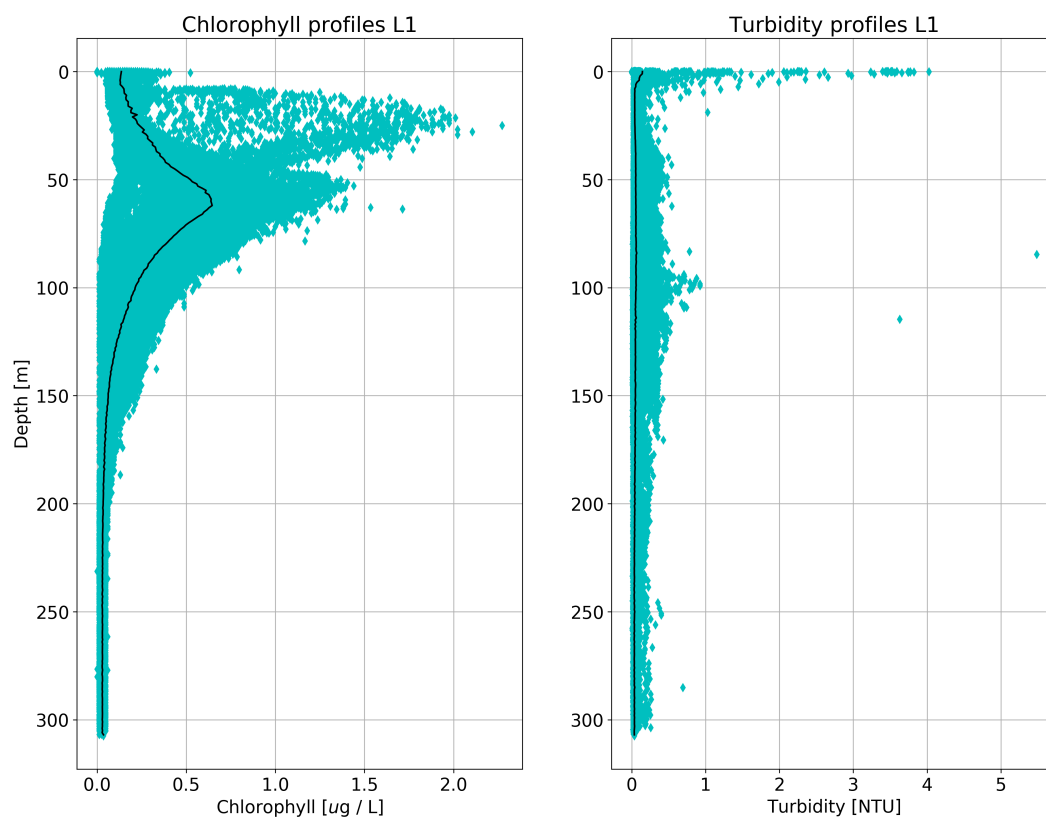 Chlorophyll profiles L1
0
50
100
150
200
250
300
Depth [m]
0.0 0.5 1.0 1.5 2.0
Chlorophyll [ug / L]
Turbidity profiles L1
0
50
100
150
200
250
300
0 1 2 3 4 5
Turbidity [NTU]